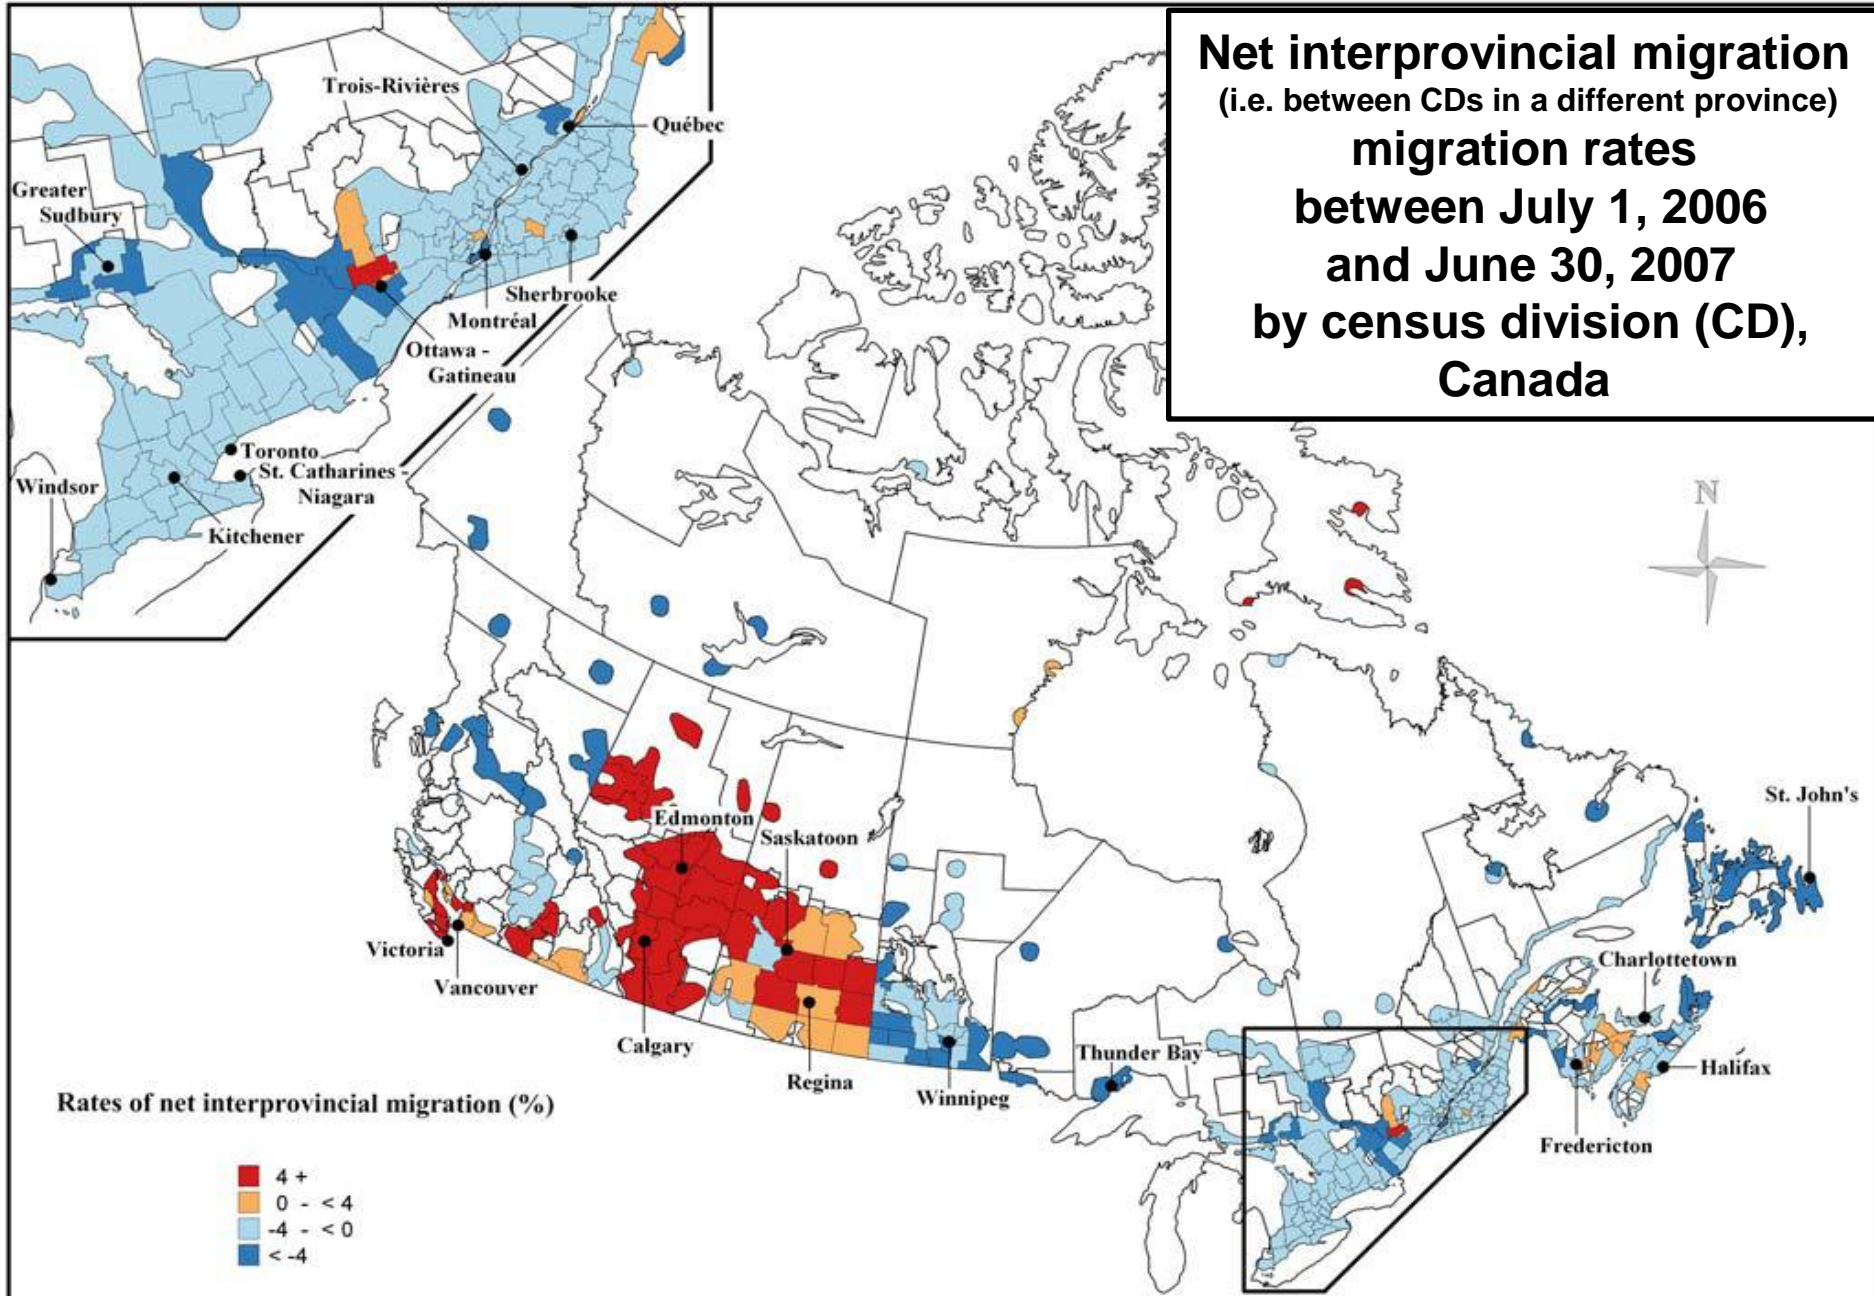 Net interprovincial migration
(i.e. between CDs in a different province)
migration rates
between July 1, 2006
and June 30, 2007
by census division (CD),
Canada
Trois-Rivières
Québec
Greater
Sudbury
Sherbrooke
Montréal
Ottawa -
Gatineau
Toronto
St. Catharines -
Niagara
Windsor
Kitchener
N
Edmonton
Saskatoon
St. John's
Victoria
Vancouver
Charlottetown
Calgary
Regina
Winnipeg
Thunder Bay
Halifax
Fredericton
Rates of net interprovincial migration (%)
4 +
0 - < 4
-4 - < 0
< -4